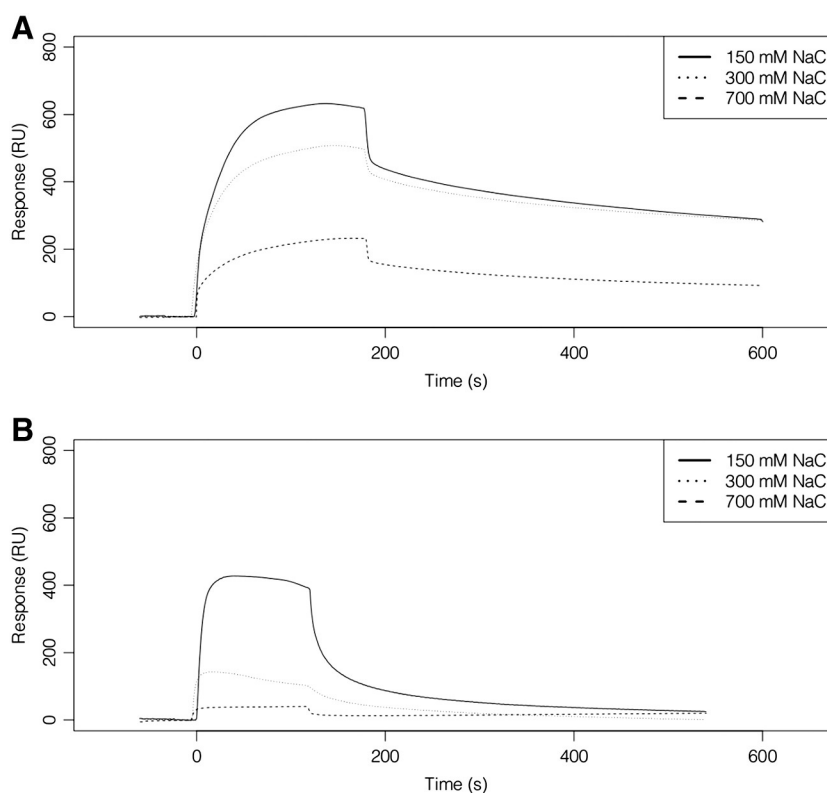 A
800
600
400
200
0
Response (RU)
150 mM NaC
300 mM NaC
700 mM NaC
0 200 400 600
Time (s)
B
800
600
400
200
0
Response (RU)
150 mM NaC
300 mM NaC
700 mM NaC
0 200 400 600
Time (s)